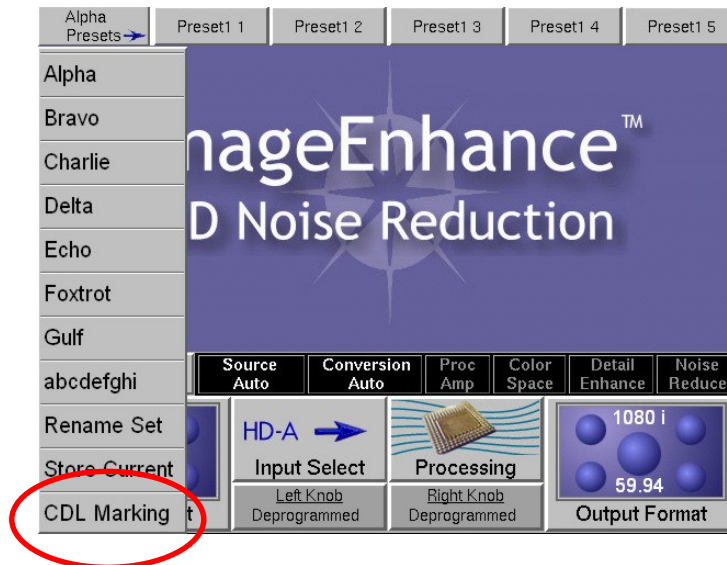 Alpha
Presets
Preset1 1
Preset1 2
Preset1 3
Preset1 4
Preset1 5
Alpha
Bravo
Charlie
Delta
Echo
Foxtrot
Gulf
abcdefghi
Rename Set
Store Current
CDL Marking
nageEnhance™
D Noise Reduction
Source
Auto
Conversion
Auto
Proc
Amp
Color
Space
Detail
Enhance
Noise
Reduce
HD-A
Input Select
Left Knob
Deprogrammed
Processing
Right Knob
Deprogrammed
1080 i
59.94
Output Format
t